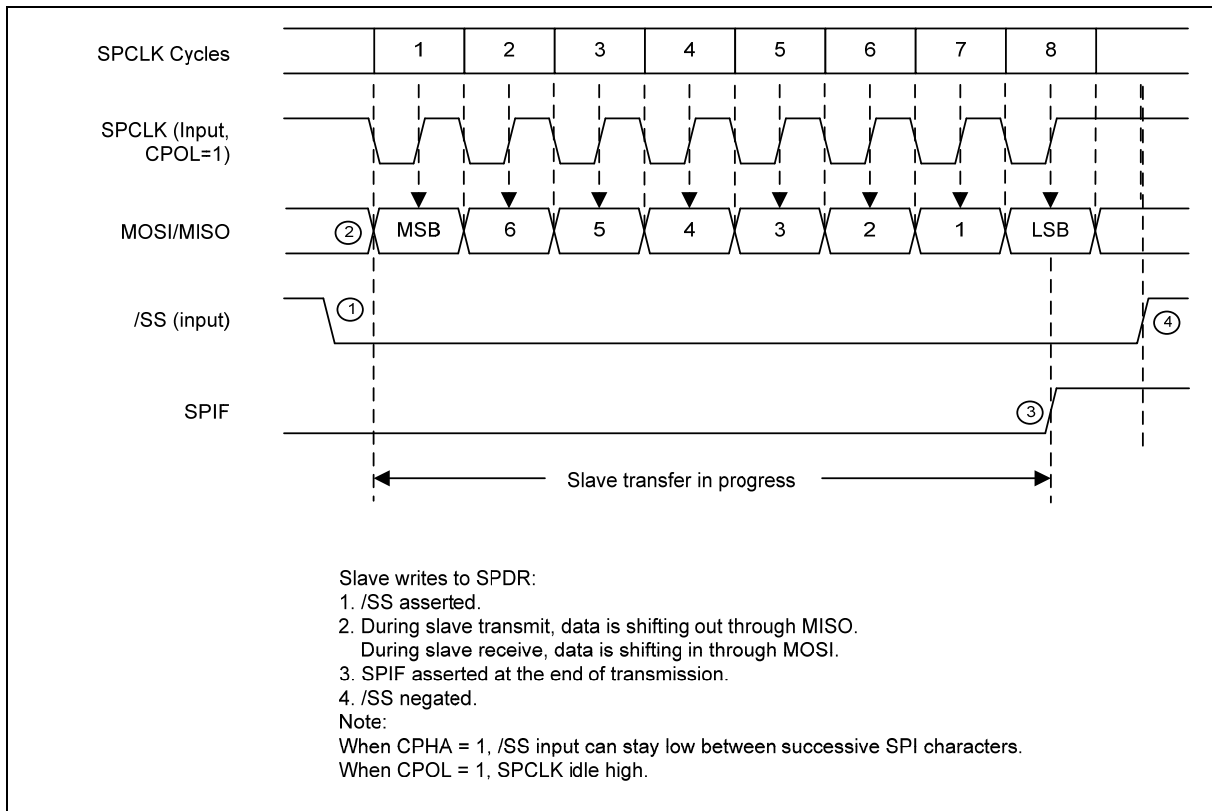 SPCLK Cycles
1 2 3 4 5 6 7 8
SPCLK (Input,
CPOL=1)
MOSI/MISO
2 MSB 6 5 4 3 2 1 LSB
/SS (input)
1
4
SPIF
3
Slave transfer in progress
Slave writes to SPDR:
1. /SS asserted.
2. During slave transmit, data is shifting out through MISO.
During slave receive, data is shifting in through MOSI.
3. SPIF asserted at the end of transmission.
4. /SS negated.
Note:
When CPHA = 1, /SS input can stay low between successive SPI characters.
When CPOL = 1, SPCLK idle high.